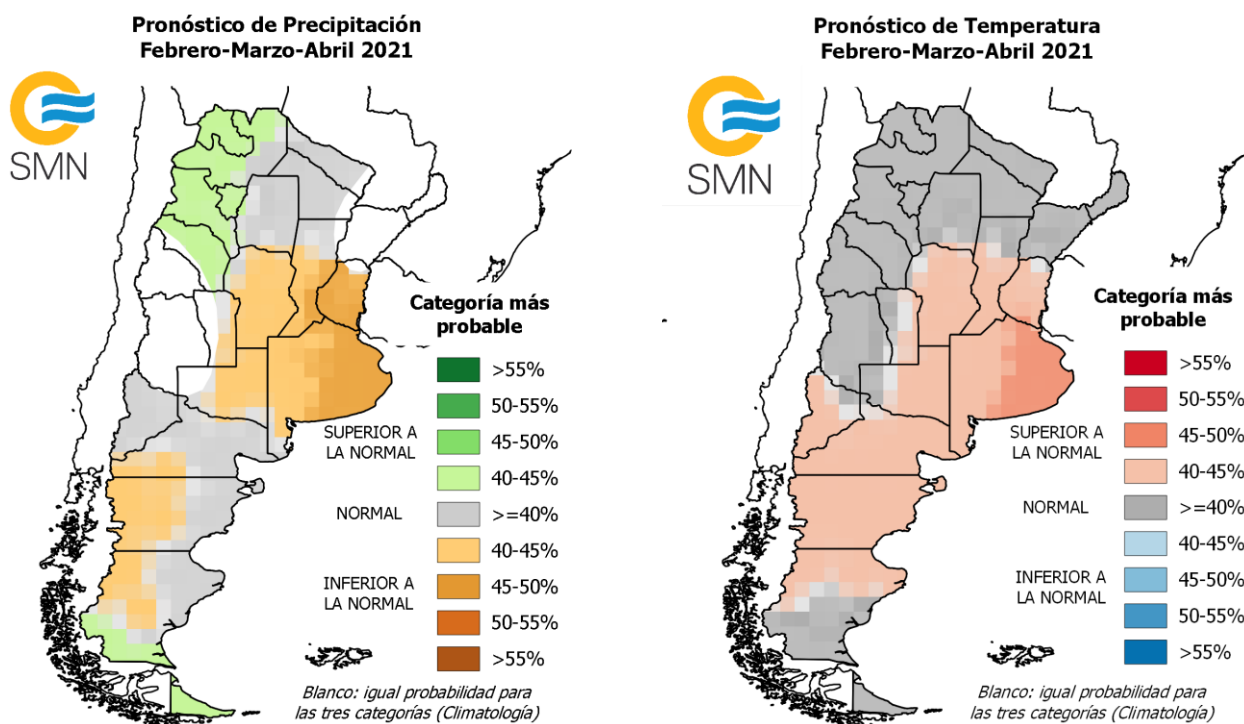 Pronóstico de Precipitación
Febrero-Marzo-Abril 2021
SMN
Categoría más
probable
>55%
50-55%
45-50%
SUPERIOR A
LA NORMAL
40-45%
NORMAL
>=40%
40-45%
INFERIOR A
LA NORMAL
45-50%
50-55%
>55%
Blanco: igual probabilidad para
las tres categorías (Climatología)
Pronóstico de Temperatura
Febrero-Marzo-Abril 2021
SMN
Categoría más
probable
>55%
50-55%
45-50%
SUPERIOR A
LA NORMAL
40-45%
NORMAL
>=40%
40-45%
INFERIOR A
LA NORMAL
45-50%
50-55%
>55%
Blanco: igual probabilidad para
las tres categorías (Climatología)